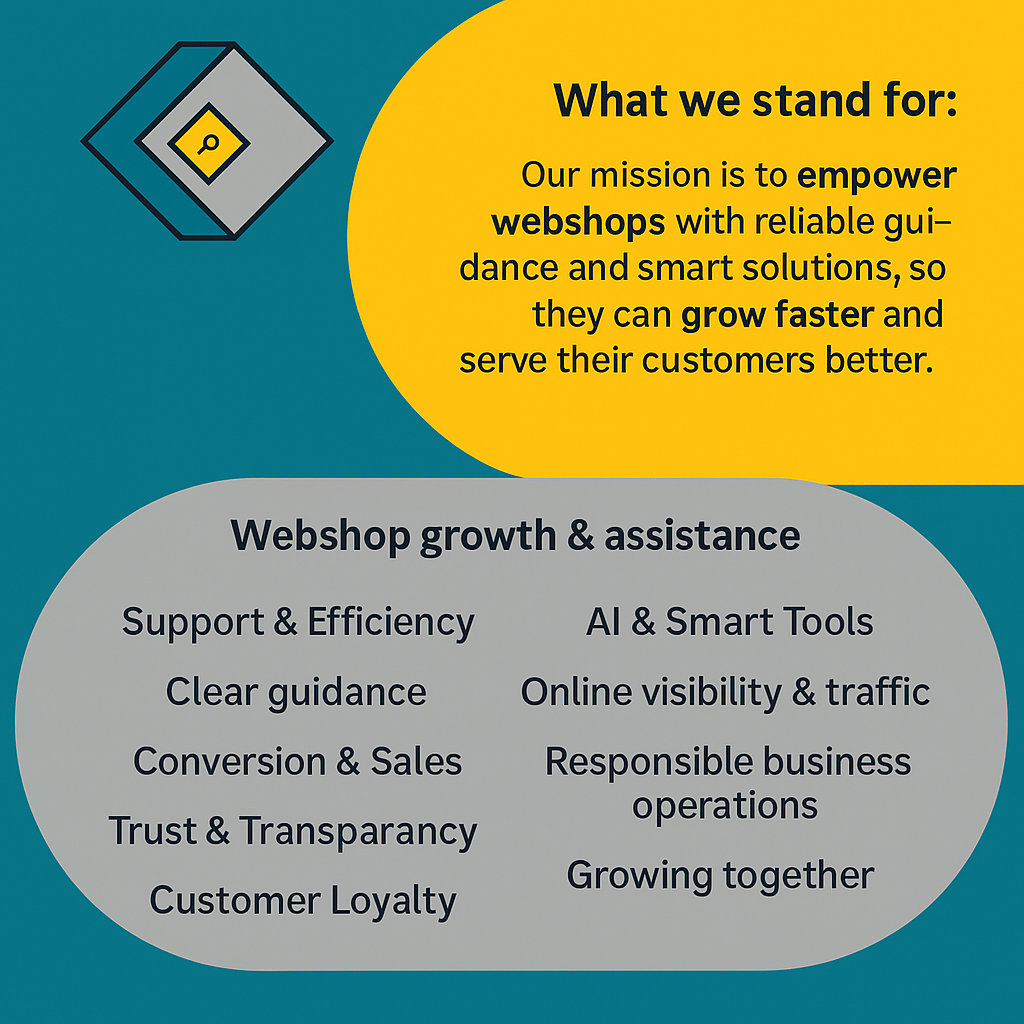 What we stand for:
Our mission is to empower
webshops with reliable gui–
dance and smart solutions, so
they can grow faster and
serve their customers better.
Webshop growth & assistance
Support & Efficiency
Clear guidance
Conversion & Sales
Trust & Transparancy
Customer Loyalty
AI & Smart Tools
Online visibility & traffic
Responsible business
operations
Growing together